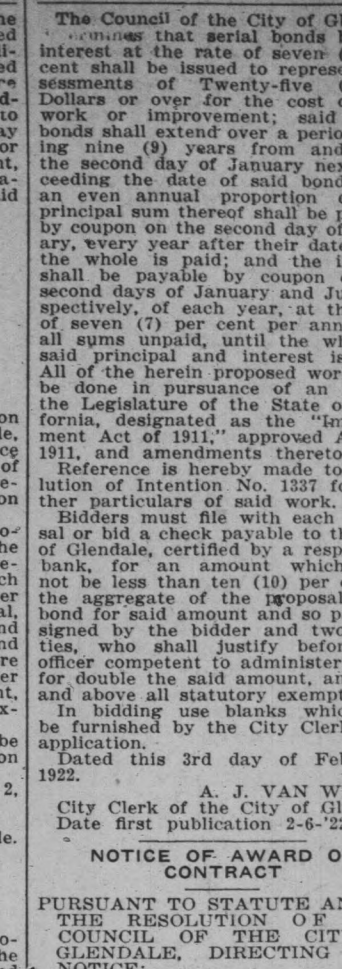 The Council of the City of Gl
that serial bonds b
interest at the rate of seven (
cent shall be issued to represe
sessments of Twenty-five (
Dollars or over for the cost o
work or improvement; said
bonds shall extend over a perio
ing nine (9) years from and
the second day of January nex
ceeding the date of said bond
an even annual proportion o
principal sum thereof shall be p
by coupon on the second day of
ary, every year after their date
the whole is paid; and the i
shall be payable by coupon o
second days of January and Ju
spectively, of each year, at th
of seven (7) per cent per ann
all sums unpaid, until the wh
said principal and interest is
All of the herein proposed wor
be done in pursuance of an
the Legislature of the State o
fornia, designated as the "Im
ment Act of 1911," approved A
1911, and amendments thereto
Reference is hereby made to
lution of Intention No. 1337 fo
ther particulars of said work.
Bidders must file with each
sal or bid a check payable to th
of Glendale, certified by a resp
bank, for an amount which
not be less than ten (10) per c
the aggregate of the proposal
bond for said amount and so p
signed by the bidder and two
ties, who shall justify befor
officer competent to administer
for double the said amount, an
and above all statutory exempt
In bidding use blanks whic
be furnished by the City Cler
application.
Dated this 3rd day of Feb
1922.
A. J. VAN W
City Clerk of the City of Gl
Date first publication 2-6-'22
NOTICE OF AWARD O
CONTRACT
PURSUANT TO STATUTE AN
THE RESOLUTION OF
COUNCIL OF THE CIT
GLENDALE, DIRECTING
NOTICE: